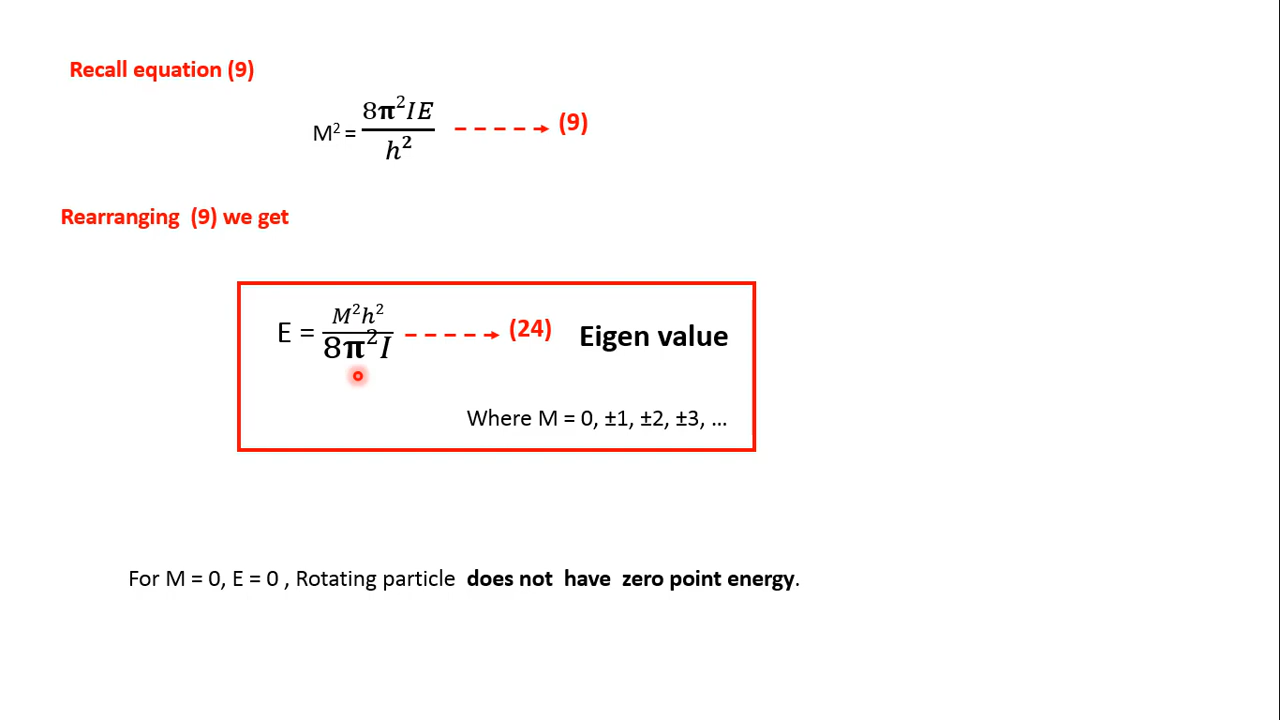 Recall equation (9)
M² = 8π²IE / h² -----> (9)
Rearranging (9) we get
E = M²h² / 8π²I -----> (24) Eigen value
Where M = 0, ±1, ±2, ±3, ...
For M = 0, E = 0 , Rotating particle does not have zero point energy.